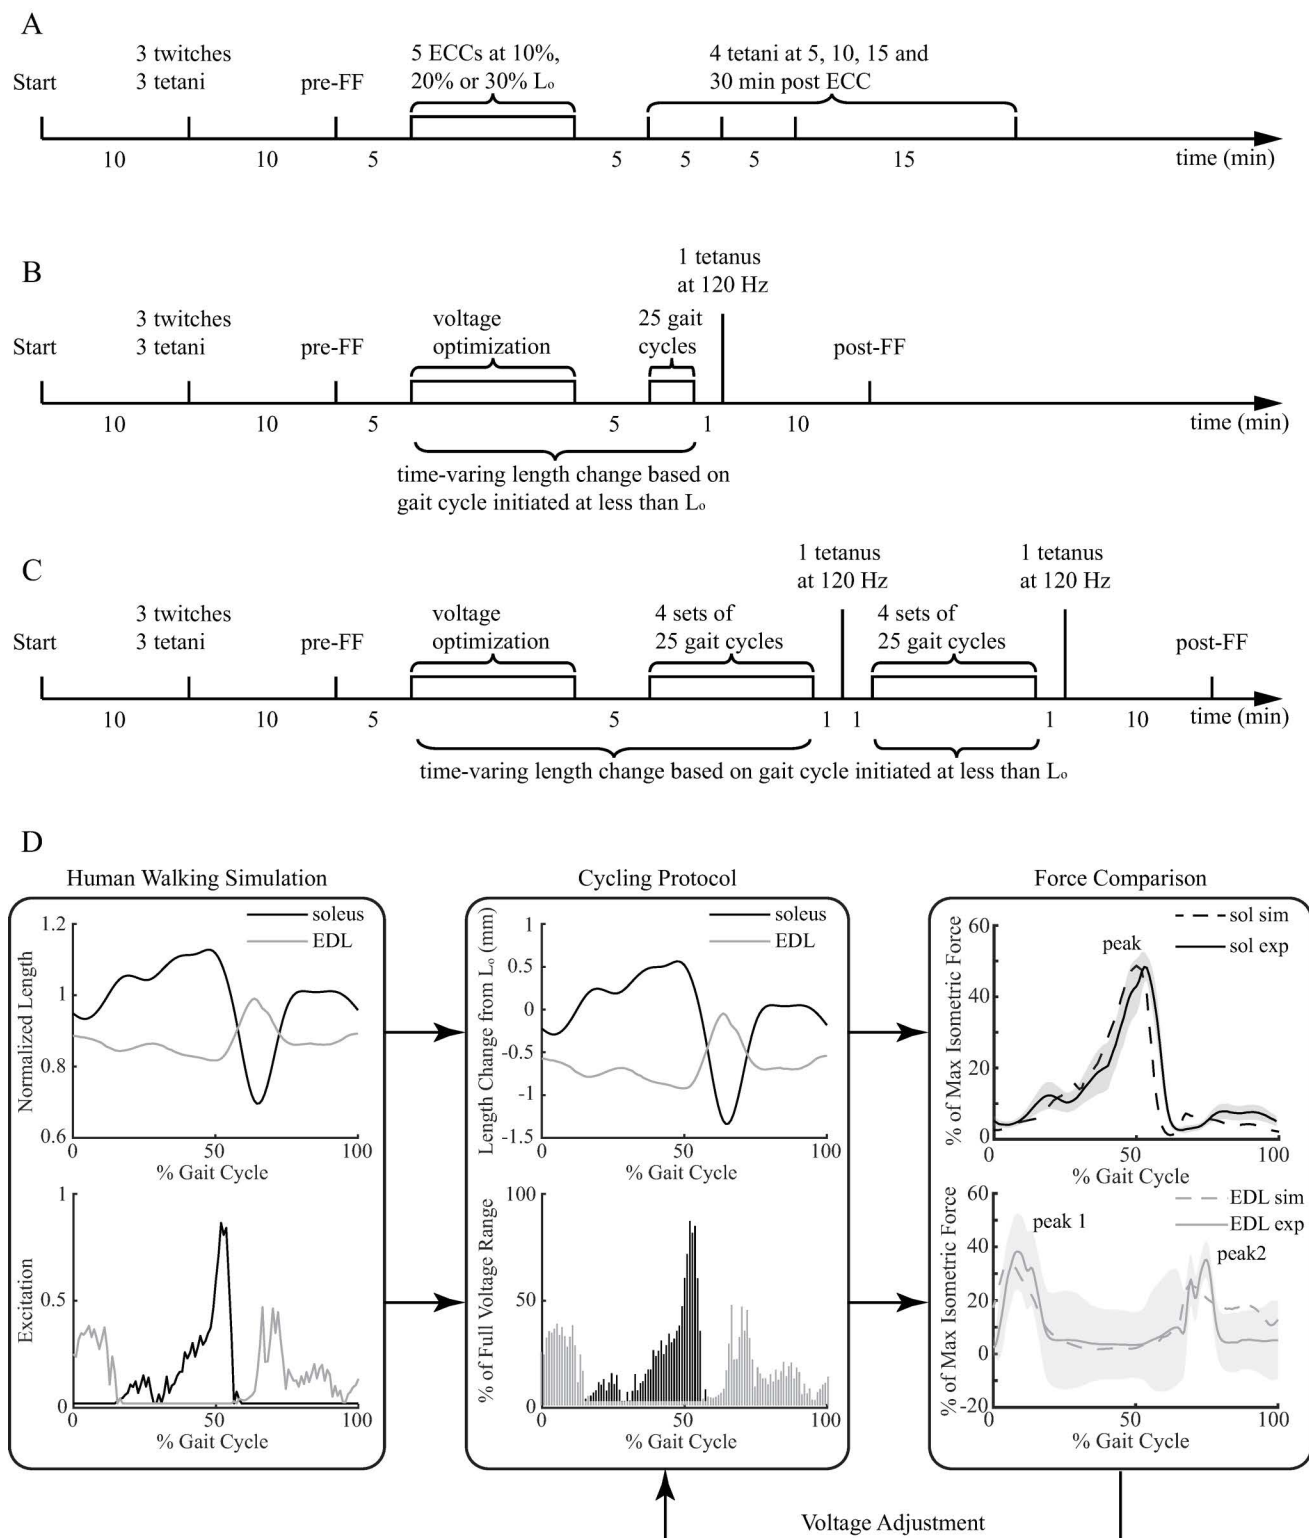 A
Start
3 twitches
3 tetani
pre-FF
5 ECCs at 10%,
20% or 30% Lₒ
4 tetani at 5, 10, 15 and
30 min post ECC
10
10
5
5
5
5
15
time (min)
B
Start
3 twitches
3 tetani
pre-FF
voltage
optimization
25 gait
cycles
1 tetanus
at 120 Hz
post-FF
10
10
5
5
1
10
time (min)
time-varing length change based on
gait cycle initiated at less than Lₒ
C
Start
3 twitches
3 tetani
pre-FF
voltage
optimization
4 sets of
25 gait cycles
1 tetanus
at 120 Hz
4 sets of
25 gait cycles
1 tetanus
at 120 Hz
post-FF
10
10
5
5
1
1
1
10
time (min)
time-varing length change based on gait cycle initiated at less than Lₒ
D
Human Walking Simulation
Normalized Length
1.2
1
0.8
0.6
soleus
EDL
0
50
100
% Gait Cycle
Excitation
1
0.5
0
0
50
100
% Gait Cycle
Cycling Protocol
Length Change from Lₒ (mm)
1
0.5
0
-0.5
-1
-1.5
soleus
EDL
0
50
100
% Gait Cycle
% of Full Voltage Range
100
50
0
0
50
100
% Gait Cycle
Force Comparison
% of Max Isometric Force
60
40
20
0
peak
sol sim
sol exp
0
50
100
% Gait Cycle
% of Max Isometric Force
60
40
20
0
-20
peak 1
EDL sim
EDL exp
peak2
0
50
100
% Gait Cycle
Voltage Adjustment